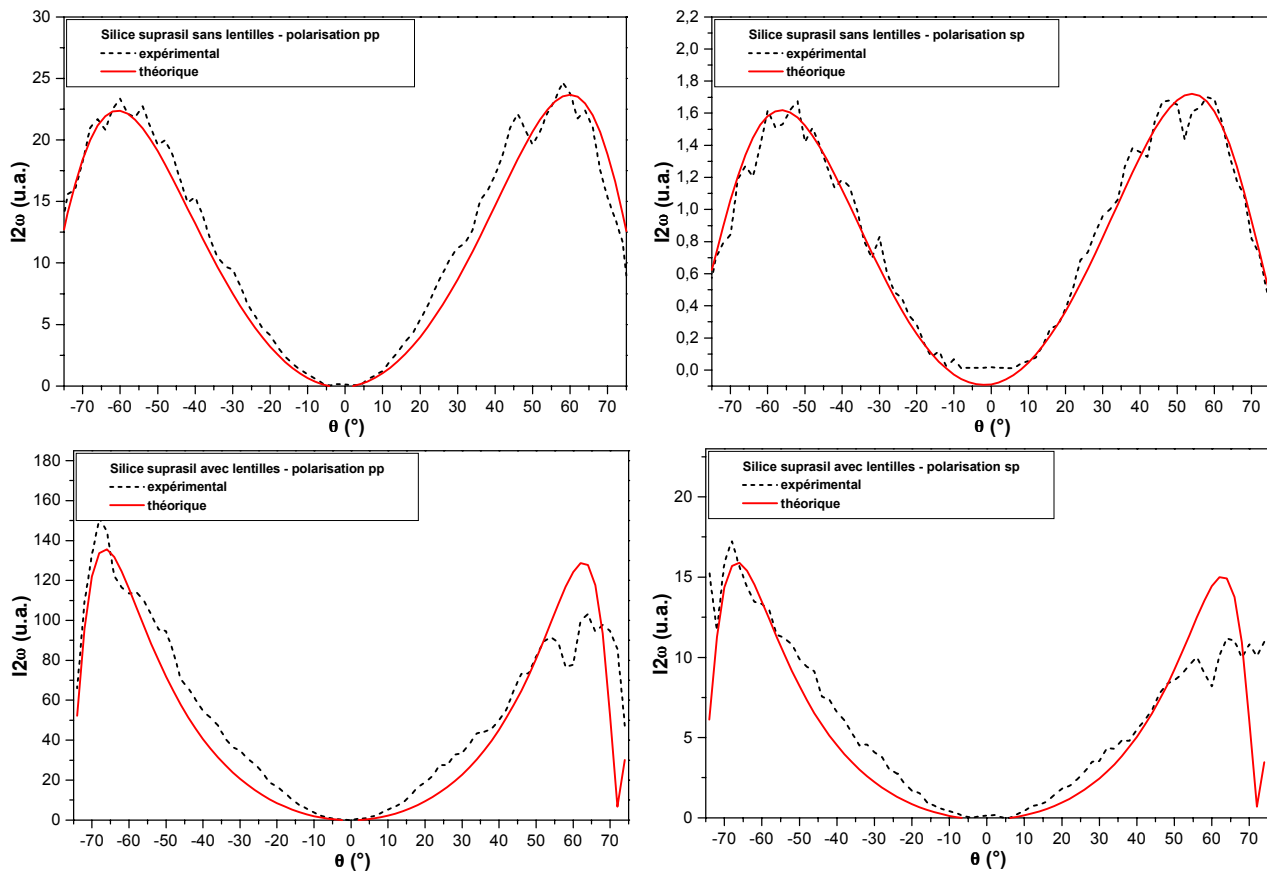 Silice suprasil sans lentilles - polarisation pp
expérimental
théorique
I2ω (u.a.)
30
25
20
15
10
5
0
-70 -60 -50 -40 -30 -20 -10 0 10 20 30 40 50 60 70
θ (°)
Silice suprasil sans lentilles - polarisation sp
expérimental
théorique
I2ω (u.a.)
2,2
2,0
1,8
1,6
1,4
1,2
1,0
0,8
0,6
0,4
0,2
0,0
-70 -60 -50 -40 -30 -20 -10 0 10 20 30 40 50 60 70
θ (°)
Silice suprasil avec lentilles - polarisation pp
expérimental
théorique
I2ω (u.a.)
180
160
140
120
100
80
60
40
20
0
-70 -60 -50 -40 -30 -20 -10 0 10 20 30 40 50 60 70
θ (°)
Silice suprasil avec lentilles - polarisation sp
expérimental
théorique
I2ω (u.a.)
20
15
10
5
0
-70 -60 -50 -40 -30 -20 -10 0 10 20 30 40 50 60 70
θ (°)